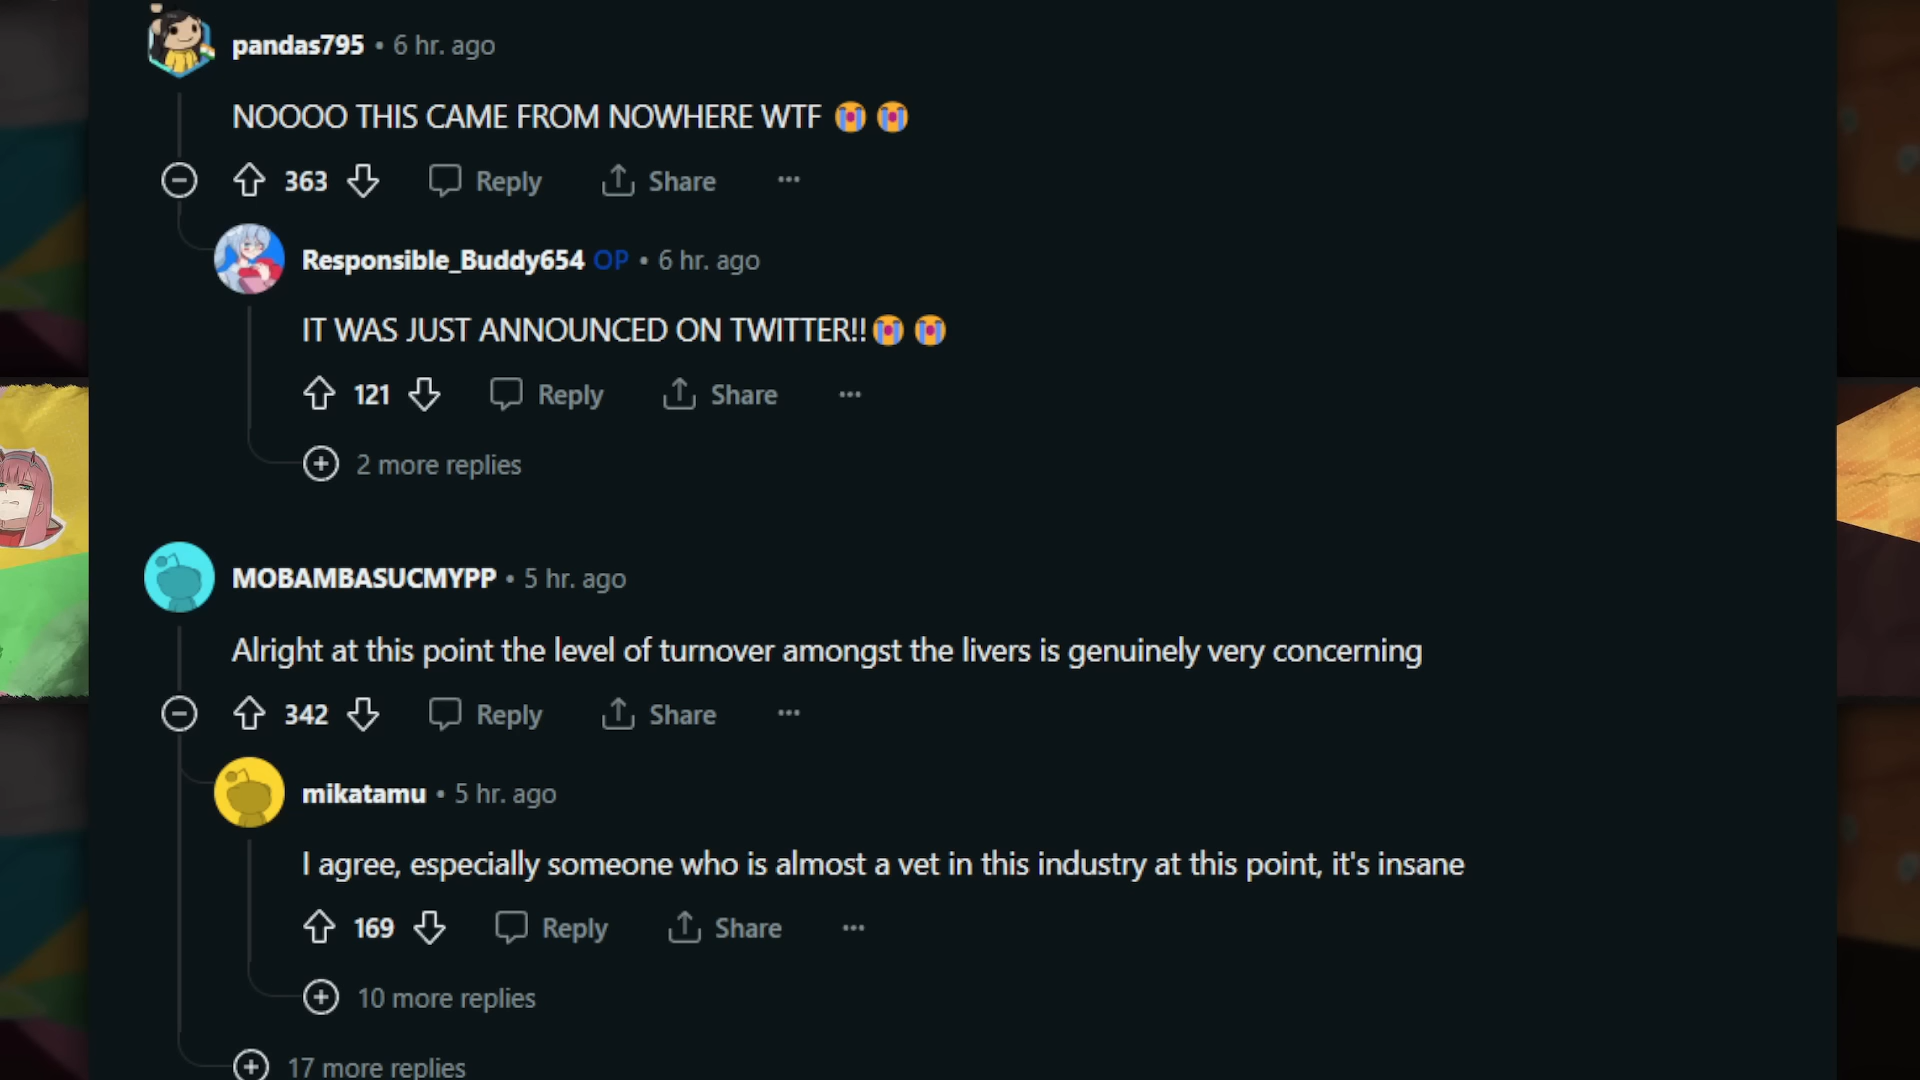 pandas795 • 6 hr. ago
NOOOO THIS CAME FROM NOWHERE WTF 😭😭
363 Reply Share ...
Responsible_Buddy654 OP • 6 hr. ago
IT WAS JUST ANNOUNCED ON TWITTER!!😭😭
121 Reply Share ...
2 more replies
MOBAMBASUCMYPP • 5 hr. ago
Alright at this point the level of turnover amongst the livers is genuinely very concerning
342 Reply Share ...
mikatamu • 5 hr. ago
I agree, especially someone who is almost a vet in this industry at this point, it's insane
169 Reply Share ...
10 more replies
17 more replies